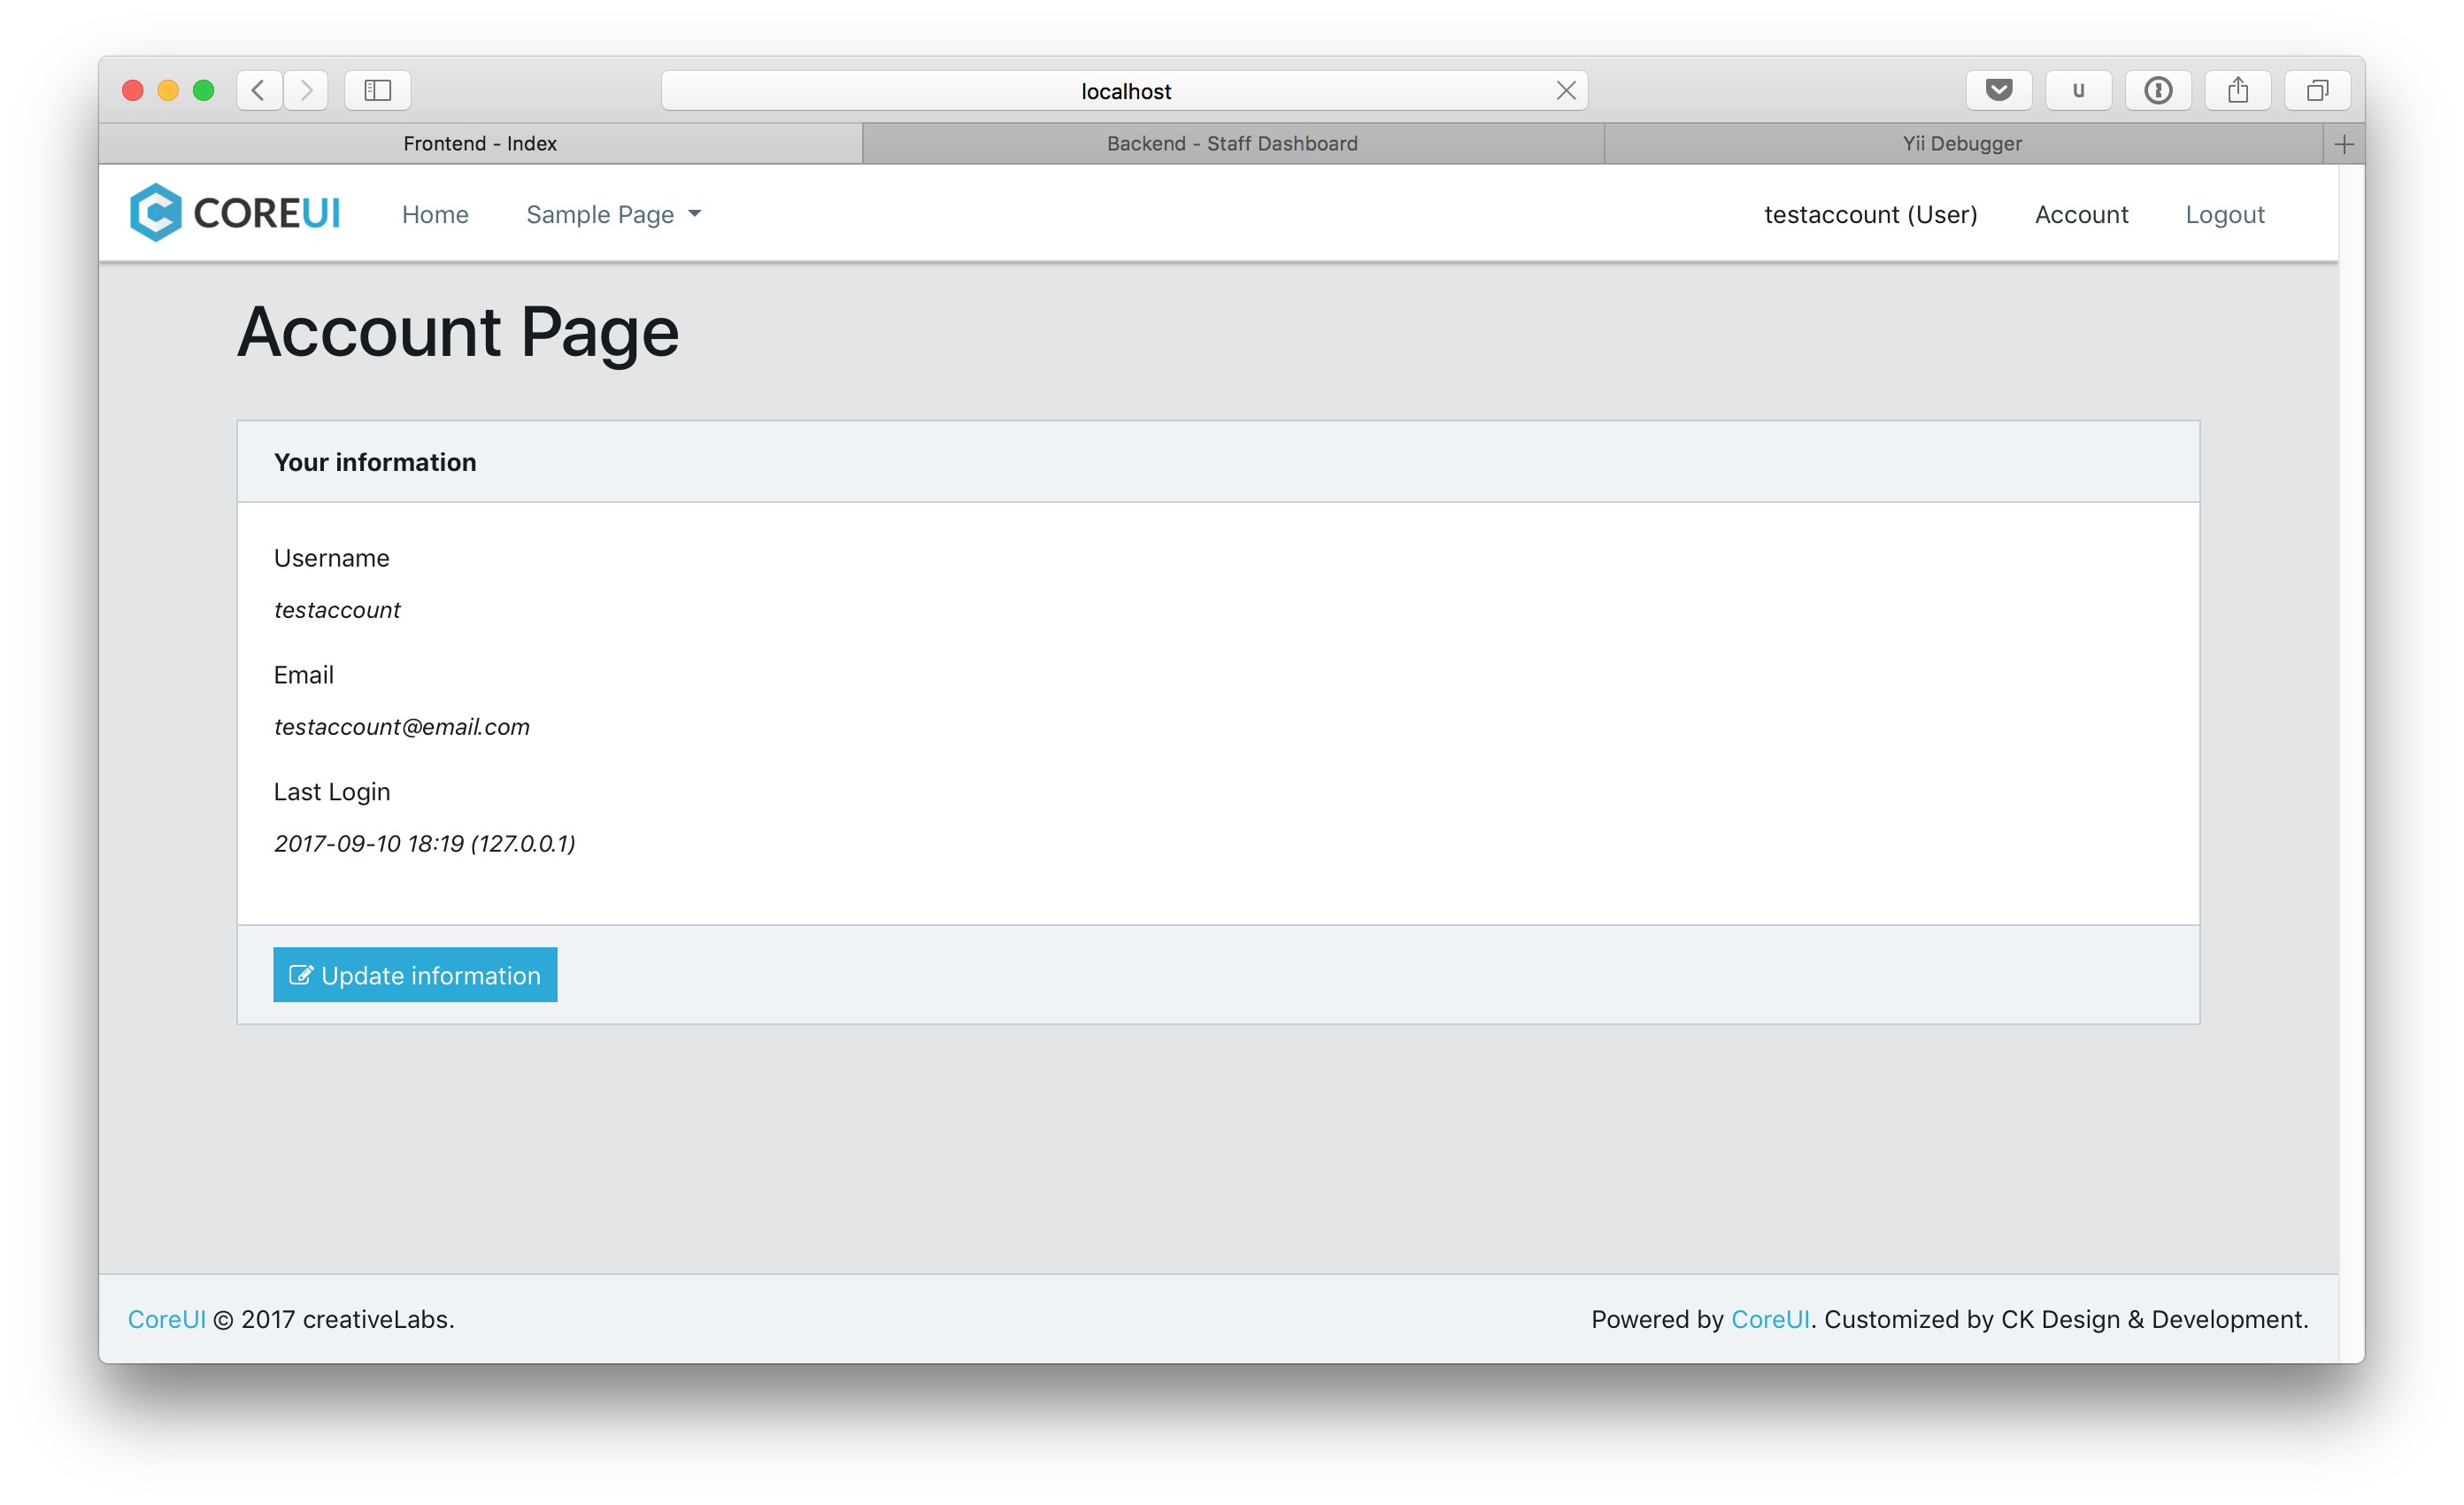 localhost
Frontend - Index Backend - Staff Dashboard Yii Debugger
COREUI Home Sample Page testaccount (User) Account Logout
Account Page
Your information
Username
testaccount
Email
testaccount@email.com
Last Login
2017-09-10 18:19 (127.0.0.1)
Update information
CoreUI © 2017 creativeLabs. Powered by CoreUI. Customized by CK Design & Development.